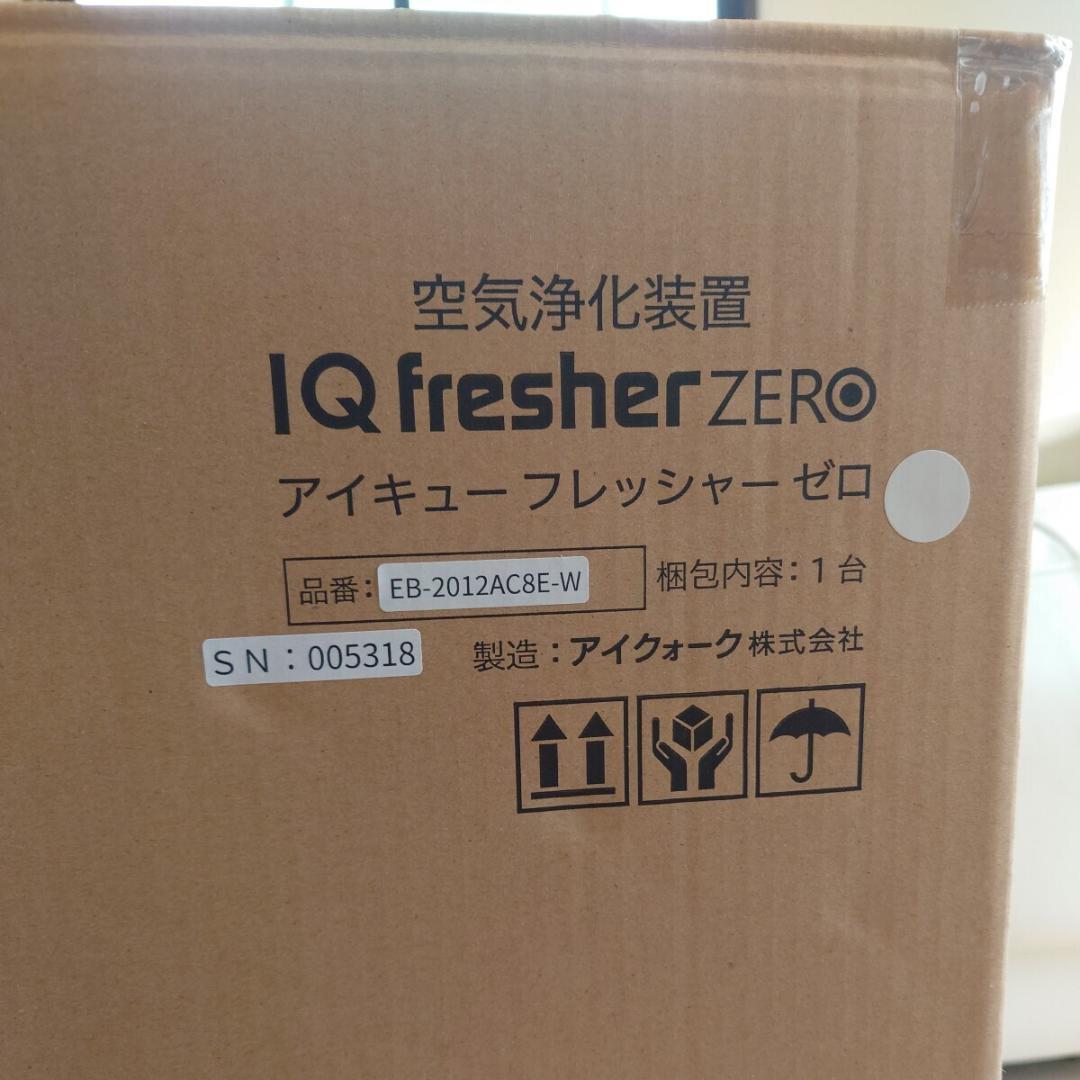 空気浄化装置
IQ fresher ZERO
アイキュー フレッシャー ゼロ
品番： EB-2012AC8E-W 梱包内容：1台
ＳＮ：005318 製造：アイクォーク株式会社